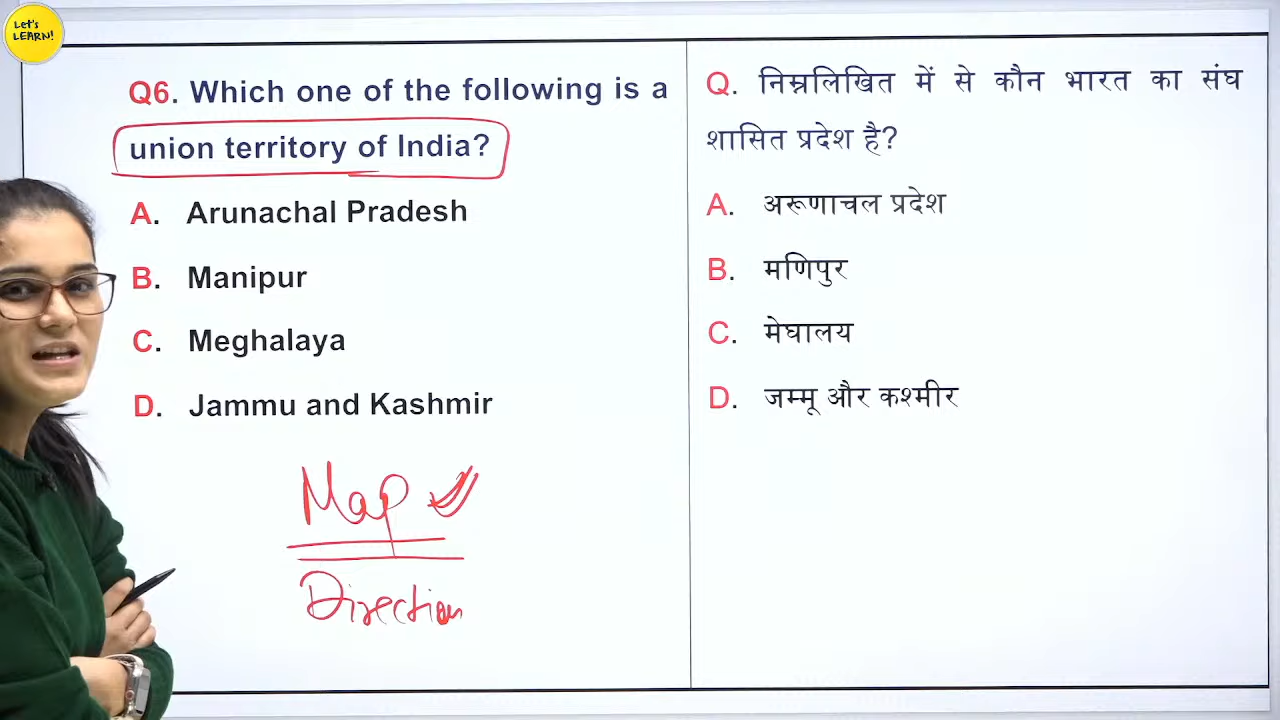 Let's
LEARN!
Q6. Which one of the following is a
union territory of India?
A. Arunachal Pradesh
B. Manipur
C. Meghalaya
D. Jammu and Kashmir
Map
Direction
Q. निम्नलिखित में से कौन भारत का संघ
शासित प्रदेश है?
A. अरूणाचल प्रदेश
B. मणिपुर
C. मेघालय
D. जम्मू और कश्मीर